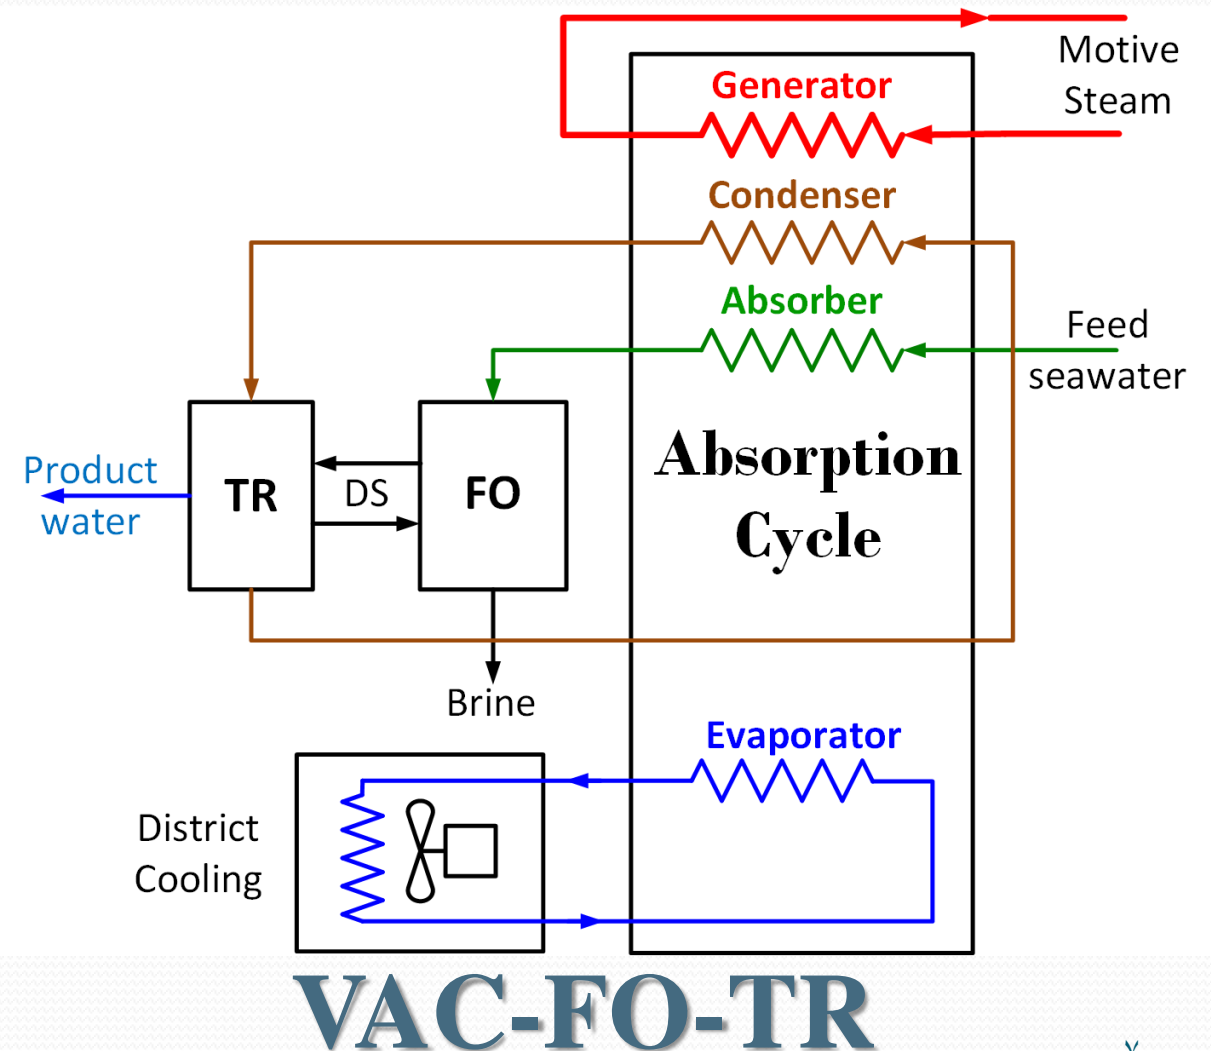 Motive
Steam
Generator
Condenser
Absorber
Feed
seawater
Absorption
Cycle
Product
water
TR
DS
FO
Brine
Evaporator
District
Cooling
VAC-FO-TR